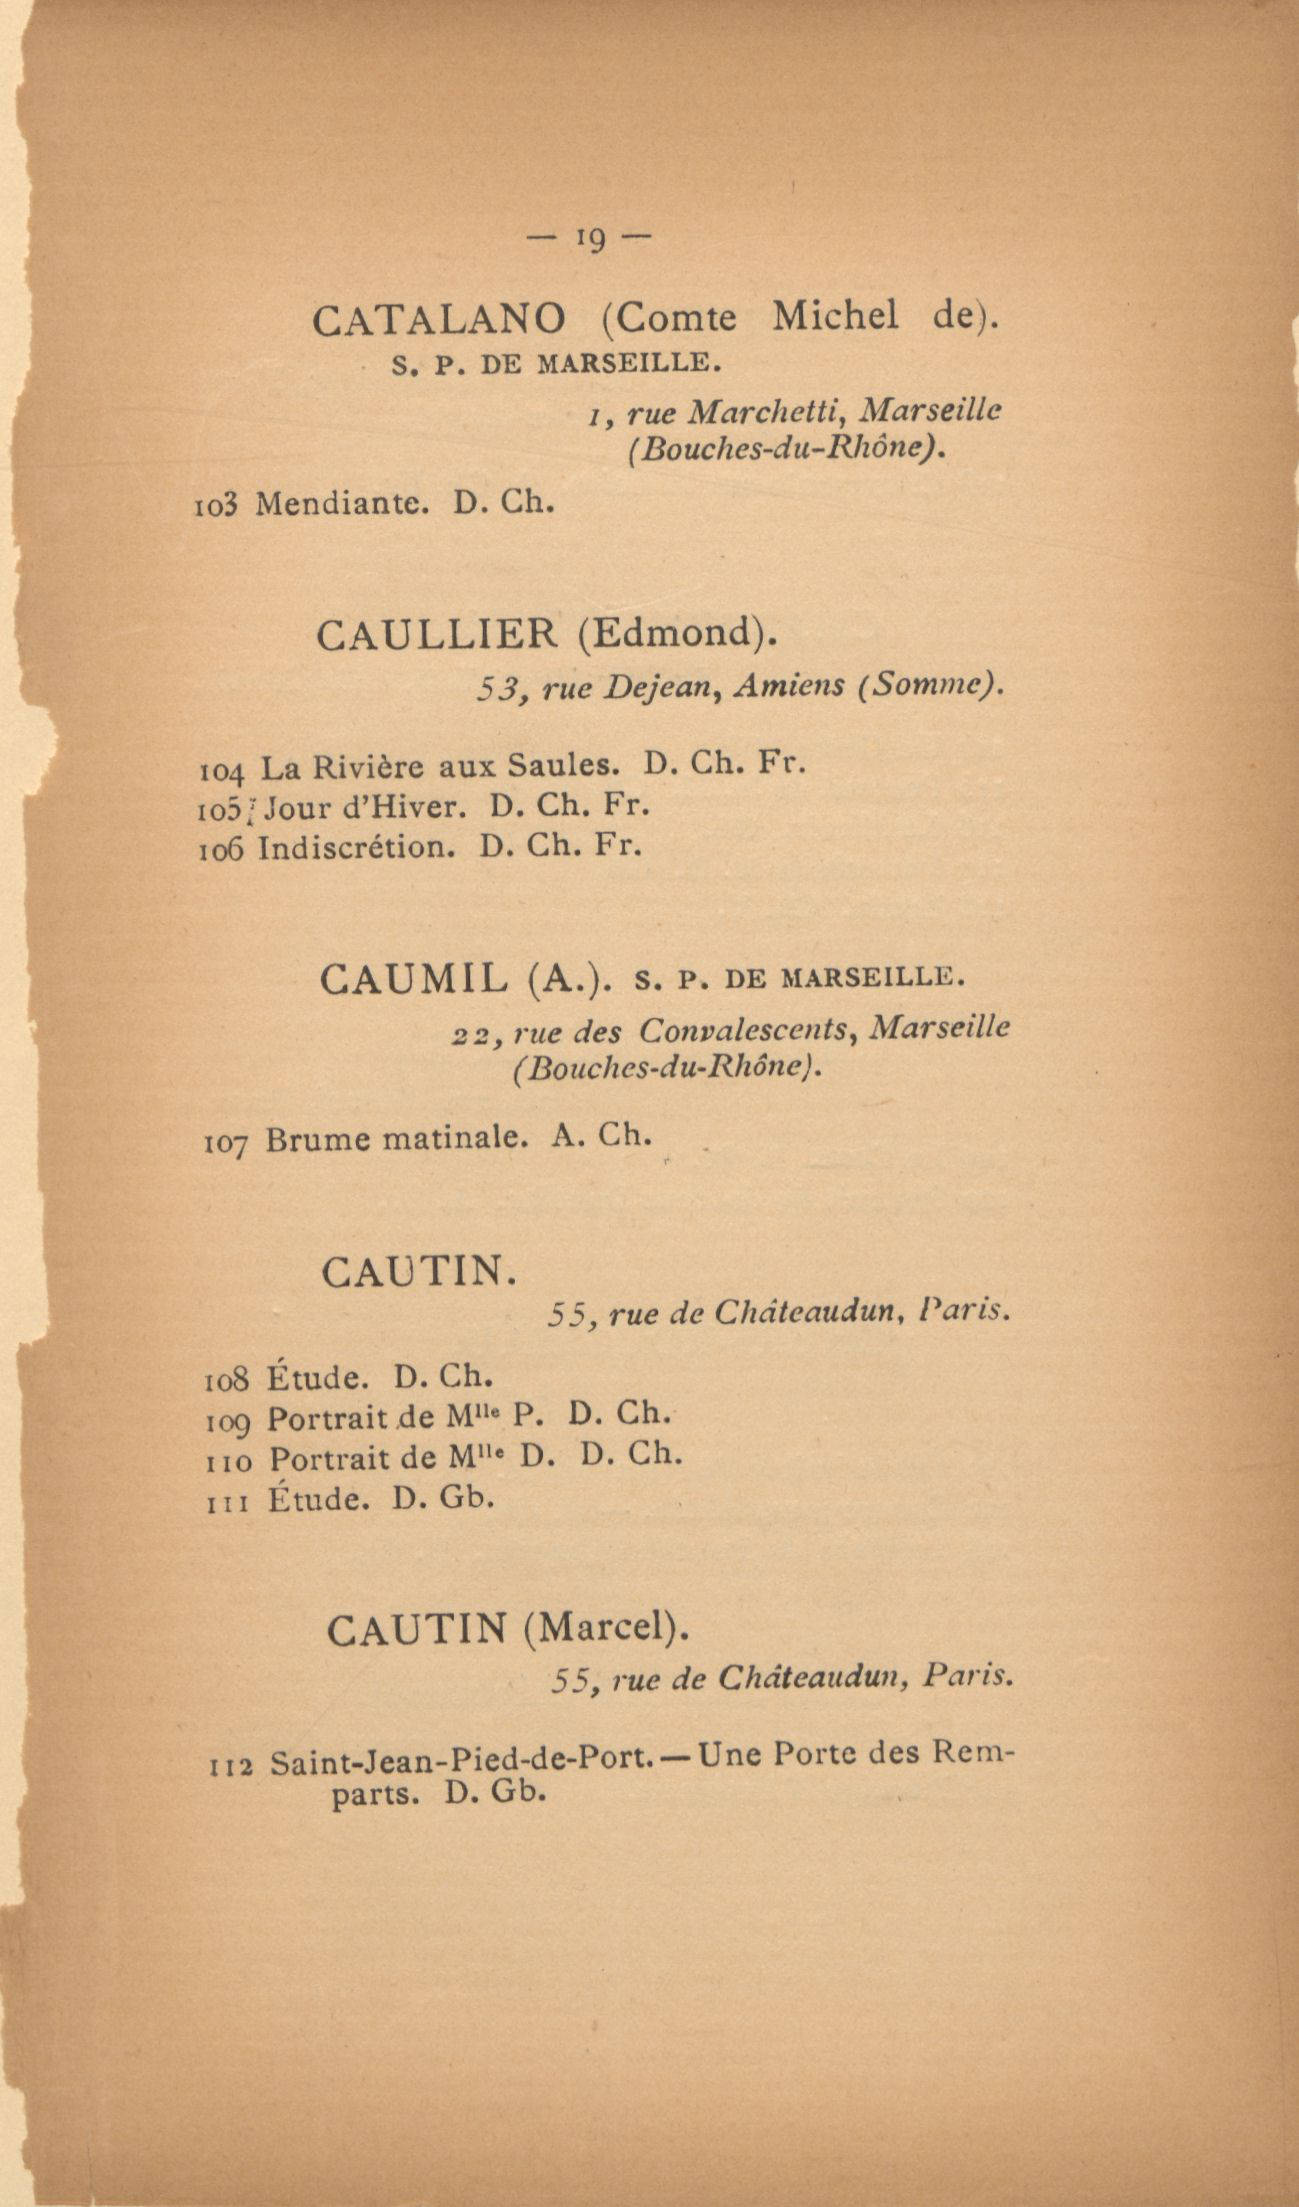 — 19 —
CATALANO (Comte Michel de).
S. P. DE MARSEILLE.
1, rue Marchetti, Marseille
(Bouches-du-Rhône).
103 Mendiante. D. Ch.
CAULLIER (Edmond).
53, rue Dejean, Amiens (Somme).
104 La Rivière aux Saules. D. Ch. Fr.
105 Jour d'Hiver. D. Ch. Fr.
106 Indiscrétion. D. Ch. Fr.
CAUMIL (A.). S. P. DE MARSEILLE.
22, rue des Convalescents, Marseille
(Bouches-du-Rhône).
107 Brume matinale. A. Ch.
CAUTIN.
55, rue de Châteaudun, Paris.
108 Étude. D. Ch.
109 Portrait de Mlle P. D. Ch.
110 Portrait de Mlle D. D. Ch.
111 Étude. D. Gb.
CAUTIN (Marcel).
55, rue de Châteaudun, Paris.
112 Saint-Jean-Pied-de-Port. — Une Porte des Rem-
parts. D. Gb.